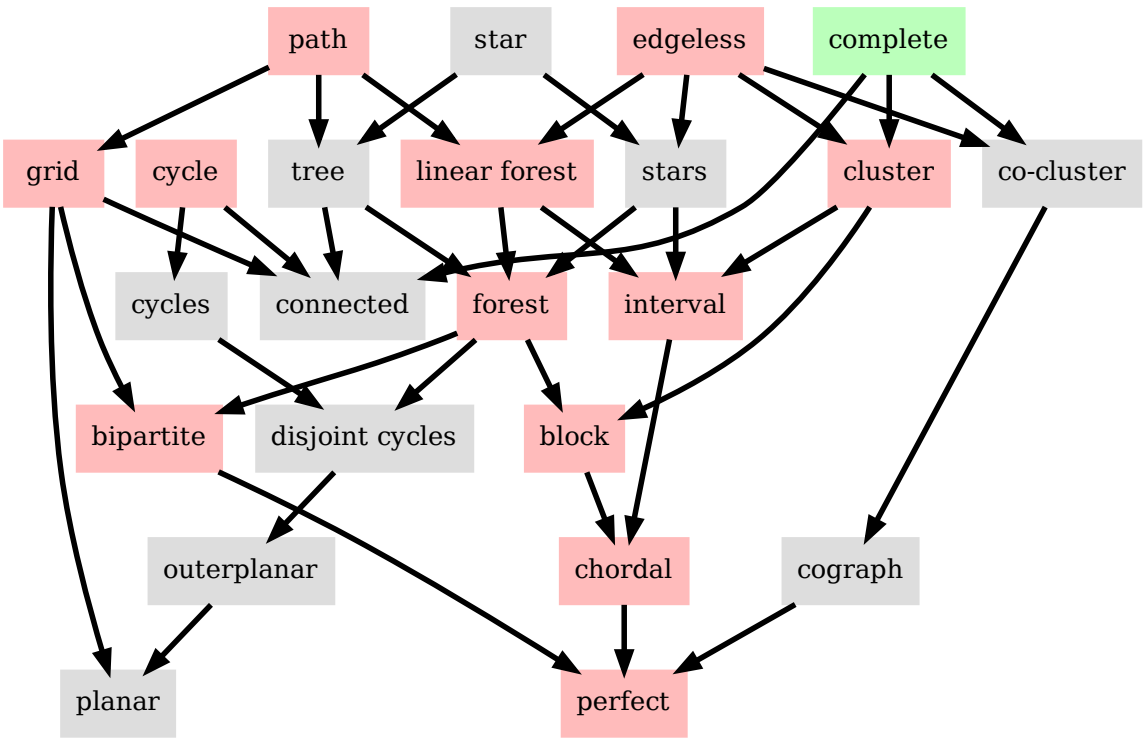 path
star
edgeless
complete
grid
cycle
tree
linear forest
stars
cluster
co-cluster
cycles
connected
forest
interval
bipartite
disjoint cycles
block
outerplanar
chordal
cograph
planar
perfect